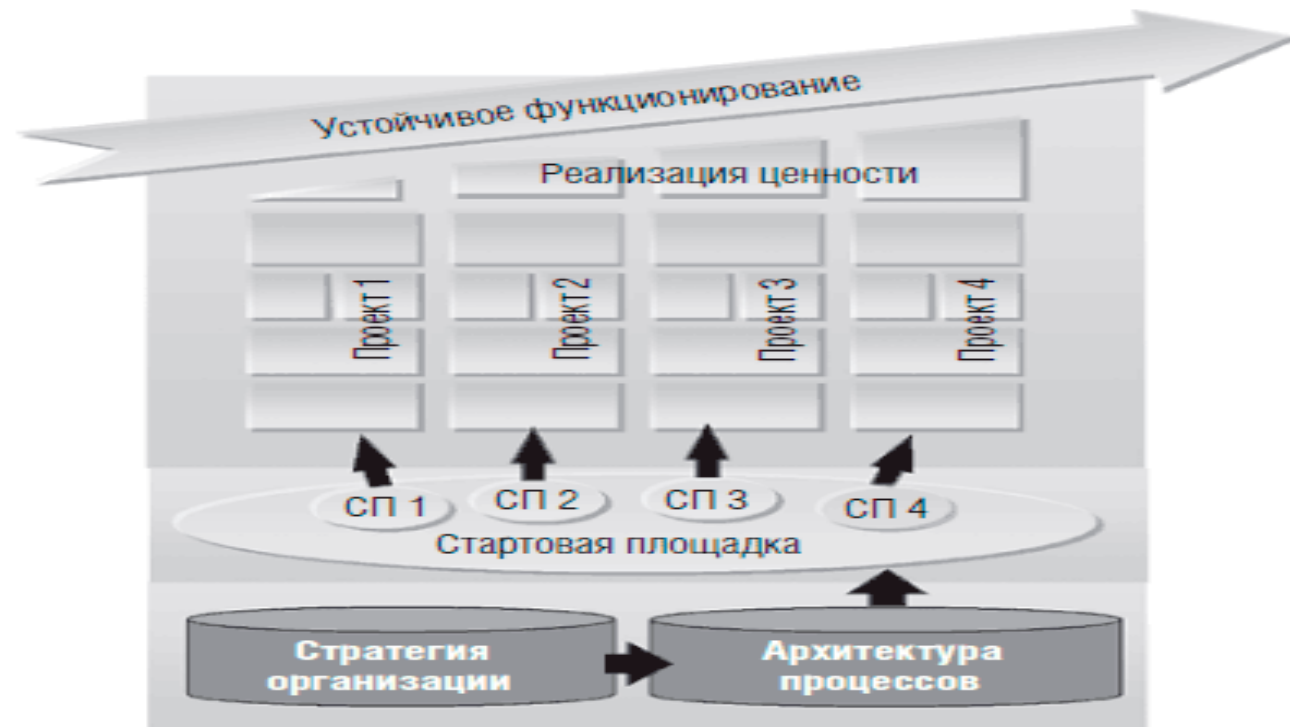 Устойчивое функционирование
Реализация ценности
Проект 1
Проект 2
Проект 3
Проект 4
СП 1
СП 2
СП 3
СП 4
Стартовая площадка
Стратегия
организации
Архитектура
процессов